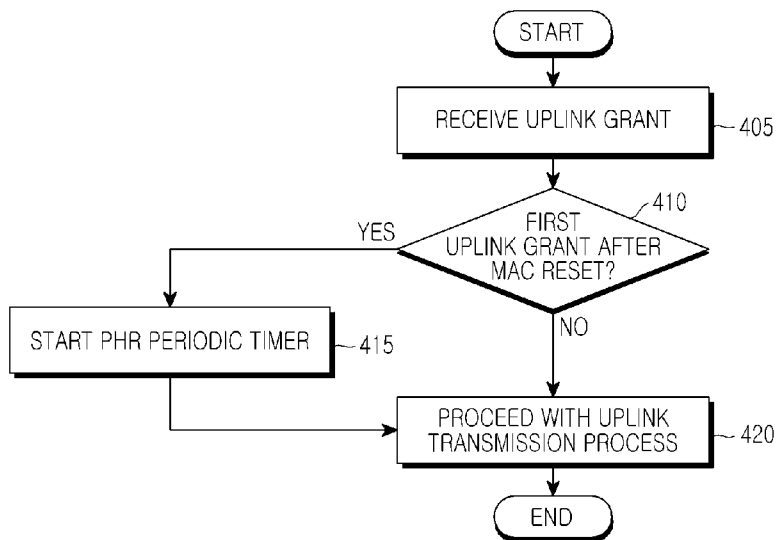 START
RECEIVE UPLINK GRANT
405
410
FIRST
UPLINK GRANT AFTER
MAC RESET?
YES
NO
START PHR PERIODIC TIMER
415
PROCEED WITH UPLINK
TRANSMISSION PROCESS
420
END